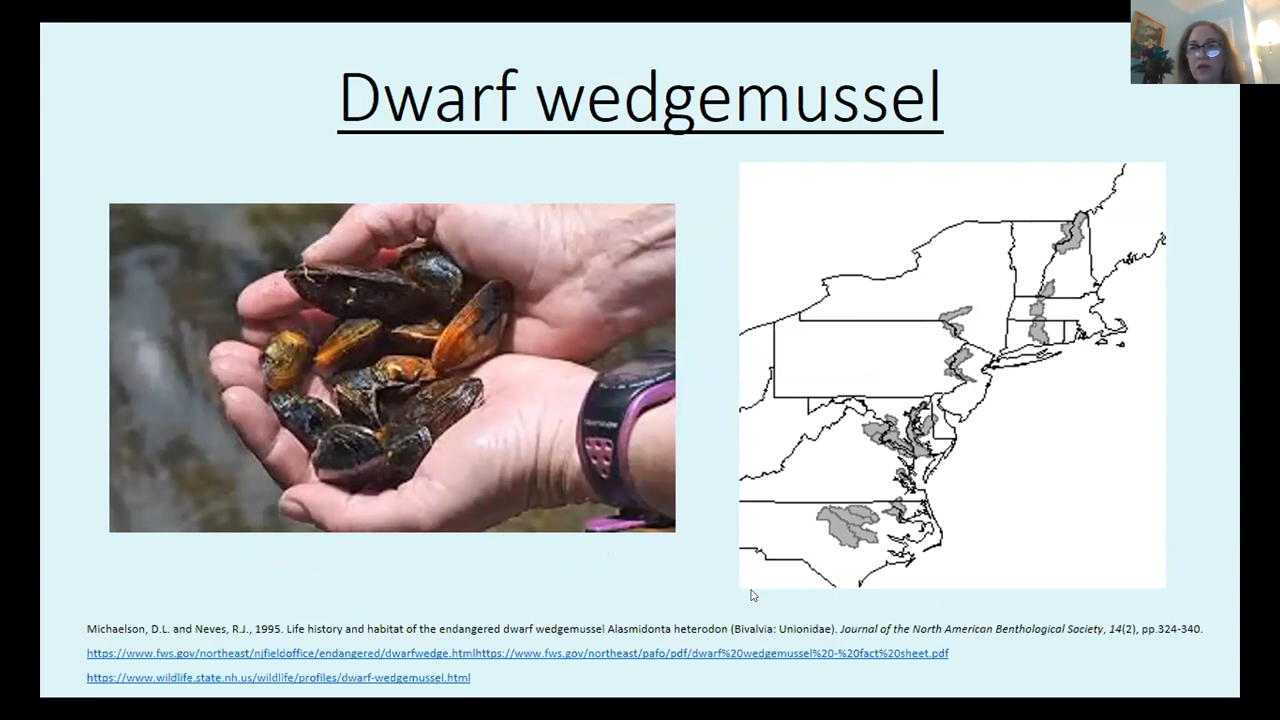 Dwarf wedgemussel
Michaelson, D.L. and Neves, R.J., 1995. Life history and habitat of the endangered dwarf wedgemussel Alasmidonta heterodon (Bivalvia: Unionidae). Journal of the North American Benthological Society, 14(2), pp.324-340.
https://www.fws.gov/northeast/njfieldoffice/endangered/dwarfwedge.htmlhttps://www.fws.gov/northeast/pafo/pdf/dwarf%20wedgemussel%20-%20fact%20sheet.pdf
https://www.wildlife.state.nh.us/wildlife/profiles/dwarf-wedgemussel.html